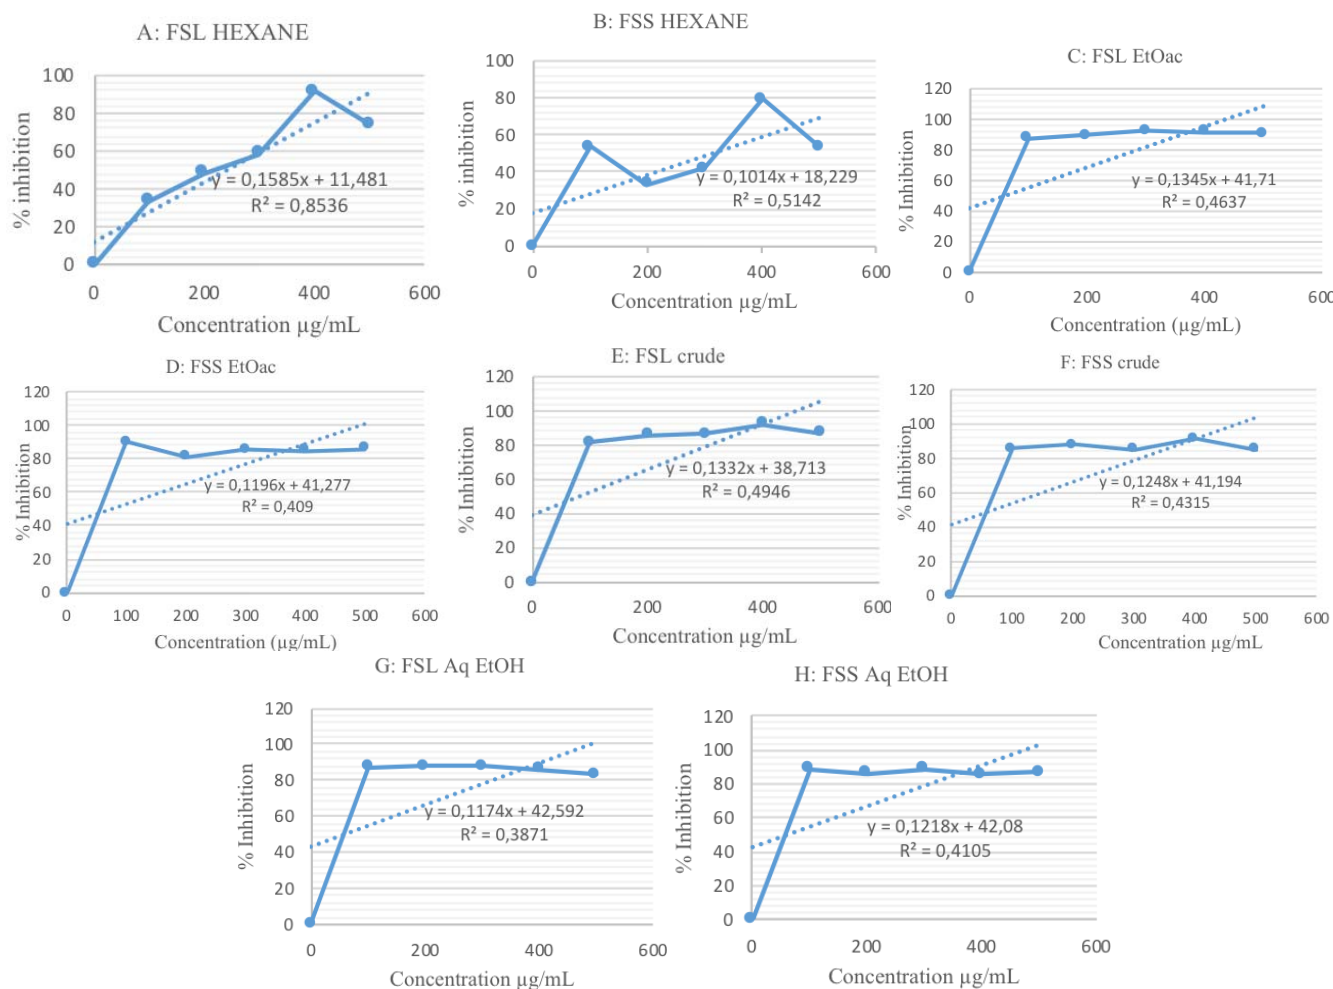 A: FSL HEXANE
% inhibition
100
80
60
40
20
0
y = 0,1585x + 11,481
R² = 0,8536
0 200 400 600
Concentration µg/mL
B: FSS HEXANE
% inhibition
100
80
60
40
20
0
y = 0,1014x + 18,229
R² = 0,5142
0 200 400 600
Concentration µg/mL
C: FSL EtOac
% Inhibition
120
100
80
60
40
20
0
y = 0,1345x + 41,71
R² = 0,4637
0 200 400 600
Concentration (µg/mL)
D: FSS EtOac
% Inhibition
120
100
80
60
40
20
0
y = 0,1196x + 41,277
R² = 0,409
0 100 200 300 400 500 600
Concentration (µg/mL)
E: FSL crude
% Inhibition
120
100
80
60
40
20
0
y = 0,1332x + 38,713
R² = 0,4946
0 200 400 600
Concentration µg/mL
F: FSS crude
% Inhibition
120
100
80
60
40
20
0
y = 0,1248x + 41,194
R² = 0,4315
0 100 200 300 400 500 600
Concentration µg/mL
G: FSL Aq EtOH
% Inhibition
120
100
80
60
40
20
0
y = 0,1174x + 42,592
R² = 0,3871
0 200 400 600
Concentration µg/mL
H: FSS Aq EtOH
% Inhibition
120
100
80
60
40
20
0
y = 0,1218x + 42,08
R² = 0,4105
0 200 400 600
Concentration µg/mL